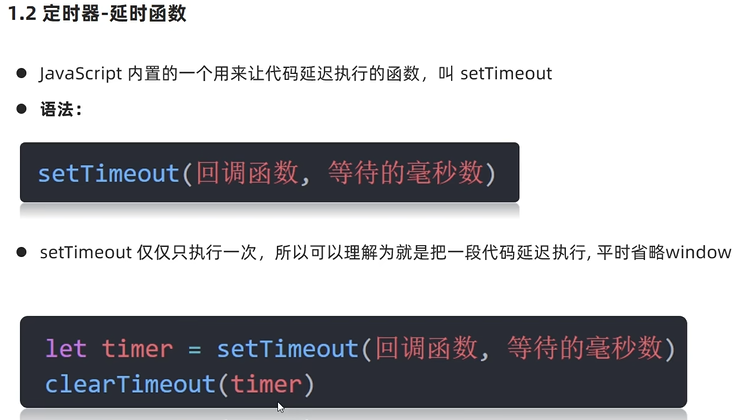 1.2 定时器-延时函数
● JavaScript 内置的一个用来让代码延迟执行的函数，叫 setTimeout
● 语法：
setTimeout(回调函数, 等待的毫秒数)
● setTimeout 仅仅只执行一次，所以可以理解为就是把一段代码延迟执行, 平时省略window
let timer = setTimeout(回调函数, 等待的毫秒数)
clearTimeout(timer)